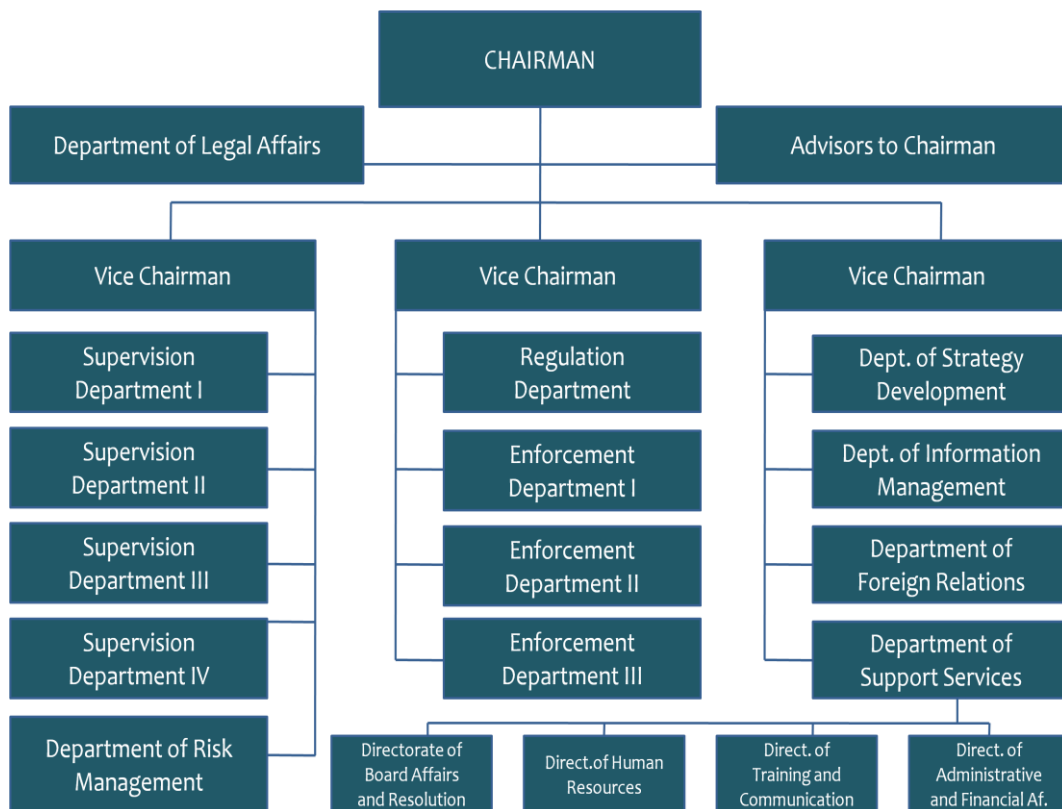 CHAIRMAN
Department of Legal Affairs
Advisors to Chairman
Vice Chairman
Vice Chairman
Vice Chairman
Supervision
Department I
Regulation
Department
Dept. of Strategy
Development
Supervision
Department II
Enforcement
Department I
Dept. of Information
Management
Supervision
Department III
Enforcement
Department II
Department of
Foreign Relations
Supervision
Department IV
Enforcement
Department III
Department of
Support Services
Department of Risk
Management
Directorate of
Board Affairs
and Resolution
Direct.of Human
Resources
Direct. of
Training and
Communication
Direct. of
Administrative
and Financial Af.